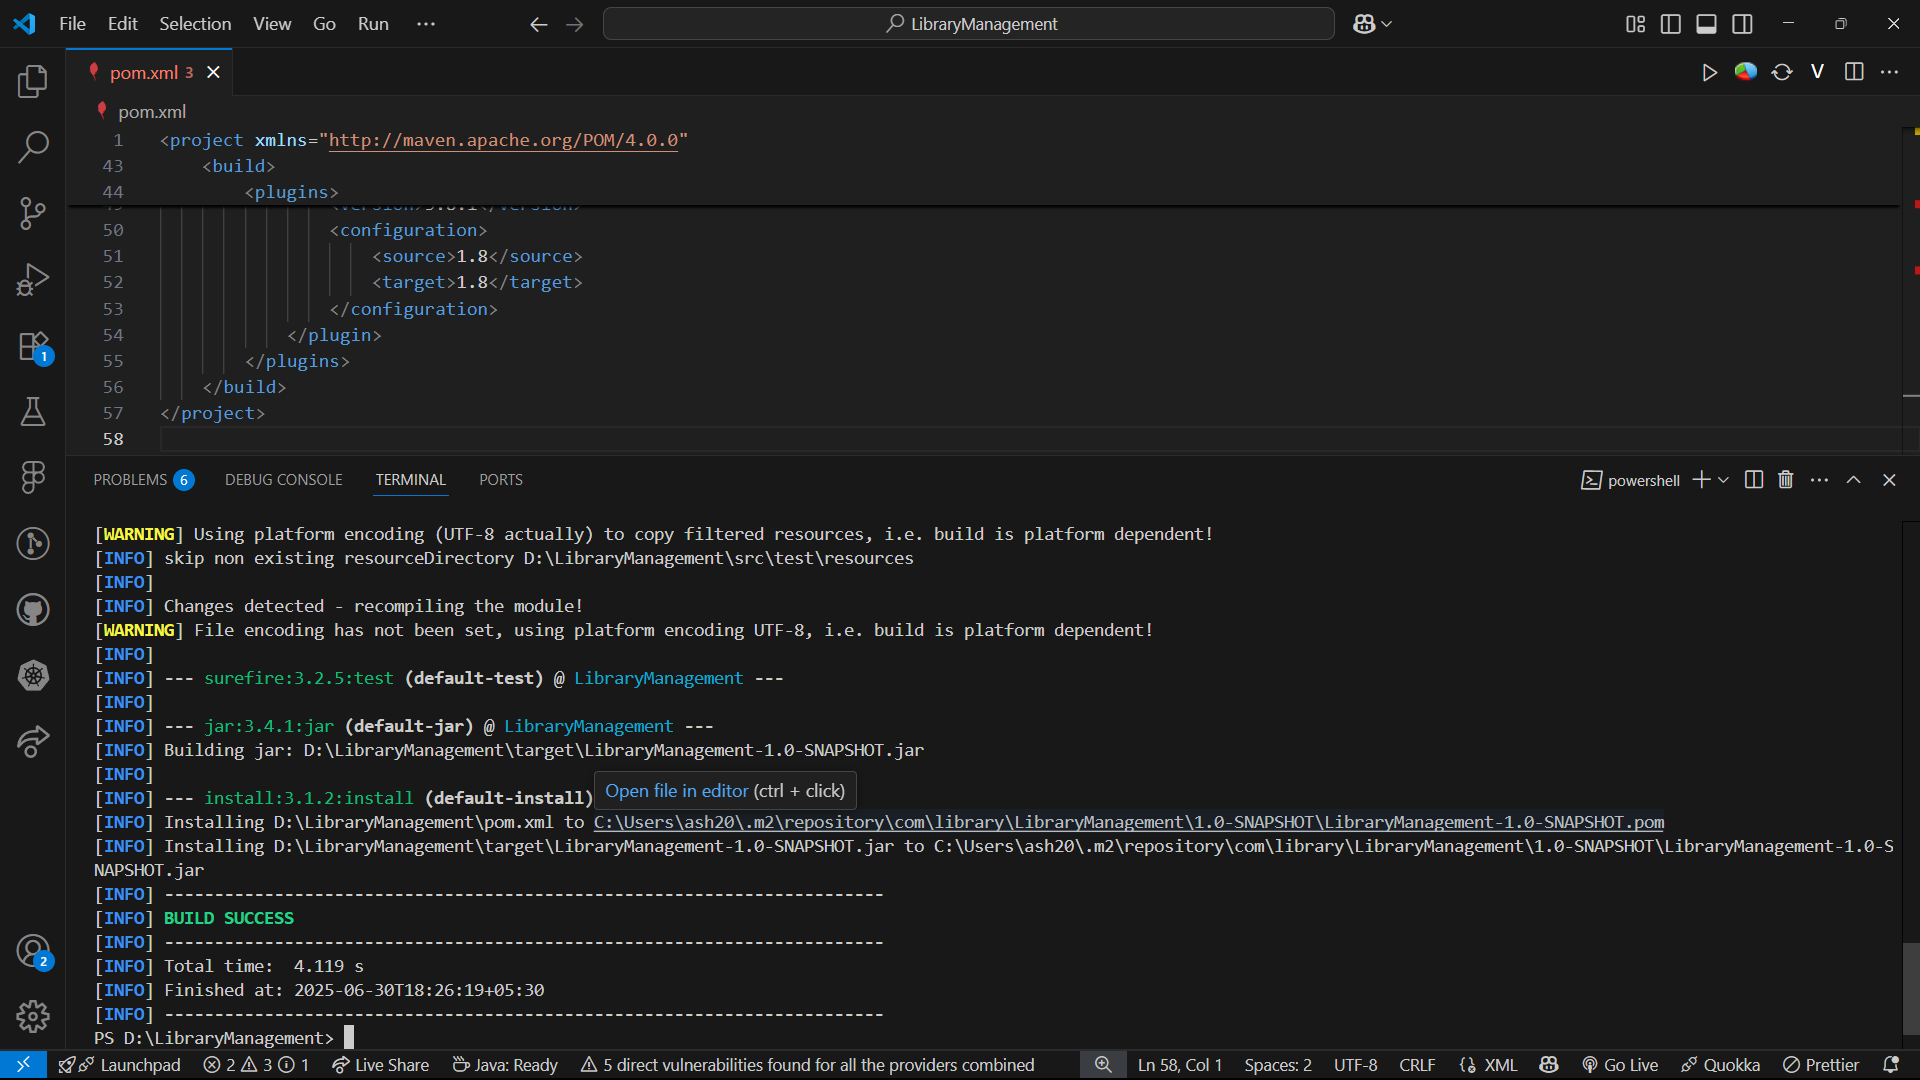 File Edit Selection View Go Run ··· LibraryManagement
pom.xml 3
V
pom.xml
1 <project xmlns="http://maven.apache.org/POM/4.0.0"
43 <build>
44 <plugins>
50 <configuration>
51 <source>1.8</source>
52 <target>1.8</target>
53 </configuration>
54 </plugin>
55 </plugins>
56 </build>
57 </project>
58
PROBLEMS 6 DEBUG CONSOLE TERMINAL PORTS powershell
[WARNING] Using platform encoding (UTF-8 actually) to copy filtered resources, i.e. build is platform dependent!
[INFO] skip non existing resourceDirectory D:\LibraryManagement\src\test\resources
[INFO]
[INFO] Changes detected - recompiling the module!
[WARNING] File encoding has not been set, using platform encoding UTF-8, i.e. build is platform dependent!
[INFO]
[INFO] --- surefire:3.2.5:test (default-test) @ LibraryManagement ---
[INFO]
[INFO] --- jar:3.4.1:jar (default-jar) @ LibraryManagement ---
[INFO] Building jar: D:\LibraryManagement\target\LibraryManagement-1.0-SNAPSHOT.jar
[INFO]
Open file in editor (ctrl + click)
[INFO] --- install:3.1.2:install (default-install)
[INFO] Installing D:\LibraryManagement\pom.xml to C:\Users\ash20\.m2\repository\com\library\LibraryManagement\1.0-SNAPSHOT\LibraryManagement-1.0-SNAPSHOT.pom
[INFO] Installing D:\LibraryManagement\target\LibraryManagement-1.0-SNAPSHOT.jar to C:\Users\ash20\.m2\repository\com\library\LibraryManagement\1.0-SNAPSHOT\LibraryManagement-1.0-S
NAPSHOT.jar
[INFO] ------------------------------------------------------------------------
[INFO] BUILD SUCCESS
[INFO] ------------------------------------------------------------------------
[INFO] Total time:  4.119 s
[INFO] Finished at: 2025-06-30T18:26:19+05:30
[INFO] ------------------------------------------------------------------------
PS D:\LibraryManagement>
1
2
Launchpad 2 3 1 Live Share Java: Ready 5 direct vulnerabilities found for all the providers combined Ln 58, Col 1 Spaces: 2 UTF-8 CRLF XML Go Live Quokka Prettier